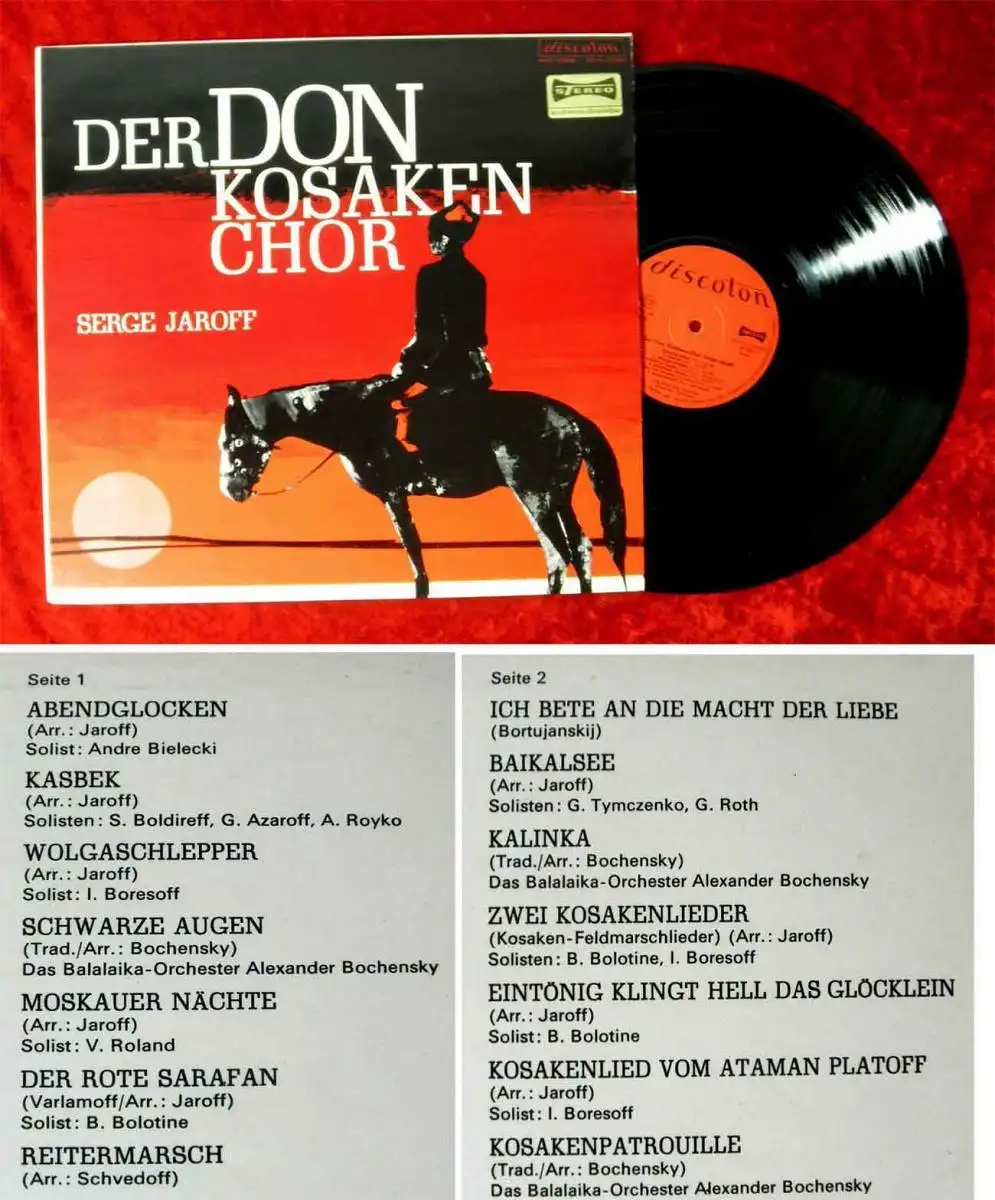 discolon
STEREO
DER DON
KOSAKEN
CHOR
SERGE JAROFF
discolon
Seite 1
ABENDGLOCKEN
(Arr.: Jaroff)
Solist: Andre Bielecki
KASBEK
(Arr.: Jaroff)
Solisten: S. Boldireff, G. Azaroff, A. Royko
WOLGASCHLEPPER
(Arr.: Jaroff)
Solist: I. Boresoff
SCHWARZE AUGEN
(Trad./Arr.: Bochensky)
Das Balalaika-Orchester Alexander Bochensky
MOSKAUER NÄCHTE
(Arr.: Jaroff)
Solist: V. Roland
DER ROTE SARAFAN
(Varlamoff/Arr.: Jaroff)
Solist: B. Bolotine
REITERMARSCH
(Arr.: Schvedoff)
Seite 2
ICH BETE AN DIE MACHT DER LIEBE
(Bortujanskij)
BAIKALSEE
(Arr.: Jaroff)
Solisten: G. Tymczenko, G. Roth
KALINKA
(Trad./Arr.: Bochensky)
Das Balalaika-Orchester Alexander Bochensky
ZWEI KOSAKENLIEDER
(Kosaken-Feldmarschlieder) (Arr.: Jaroff)
Solisten: B. Bolotine, I. Boresoff
EINTÖNIG KLINGT HELL DAS GLÖCKLEIN
(Arr.: Jaroff)
Solist: B. Bolotine
KOSAKENLIED VOM ATAMAN PLATOFF
(Arr.: Jaroff)
Solist: I. Boresoff
KOSAKENPATROUILLE
(Trad./Arr.: Bochensky)
Das Balalaika-Orchester Alexander Bochensky